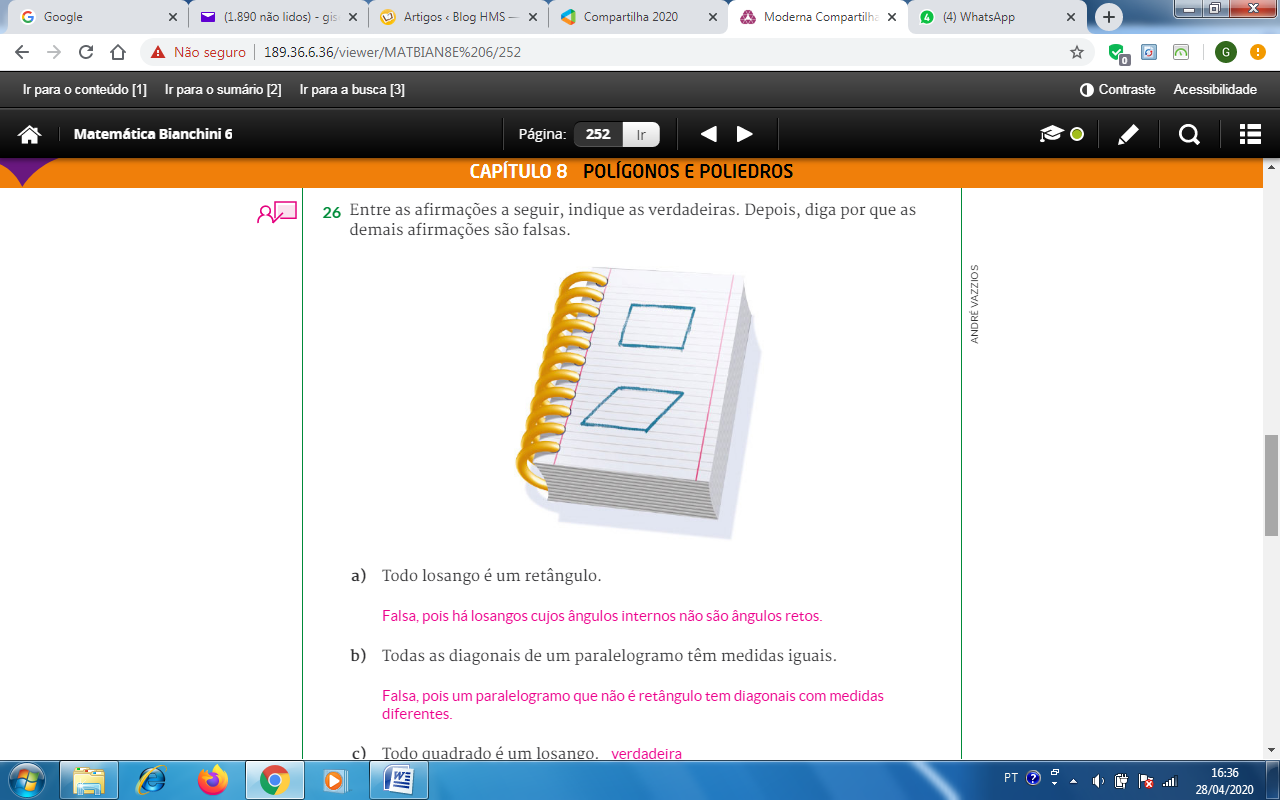 Google
(1.890 não lidos) - gis
Artigos ‹ Blog HMS —
Compartilha 2020
Moderna Compartilha
(4) WhatsApp
Não seguro 189.36.6.36/viewer/MATBIAN8E%206/252
0
G
Ir para o conteúdo [1] Ir para o sumário [2] Ir para a busca [3]
Contraste Acessibilidade
Matemática Bianchini 6
Página: 252 Ir
CAPÍTULO 8 POLÍGONOS E POLIEDROS
26 Entre as afirmações a seguir, indique as verdadeiras. Depois, diga por que as
demais afirmações são falsas.
ANDRÉ VAZZIOS
a) Todo losango é um retângulo.
Falsa, pois há losangos cujos ângulos internos não são ângulos retos.
b) Todas as diagonais de um paralelogramo têm medidas iguais.
Falsa, pois um paralelogramo que não é retângulo tem diagonais com medidas
diferentes.
c) Todo quadrado é um losango. verdadeira
PT
16:36
28/04/2020